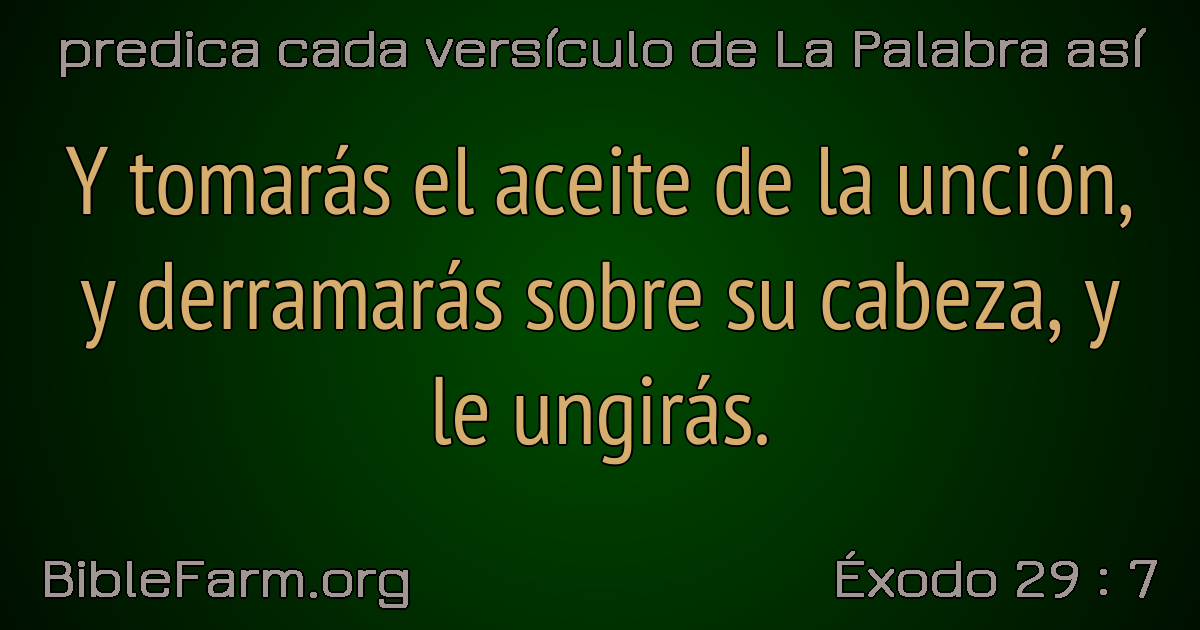 predica cada versículo de La Palabra así
Y tomarás el aceite de la unción,
y derramarás sobre su cabeza, y
le ungirás.
BibleFarm.org
Éxodo 29 : 7